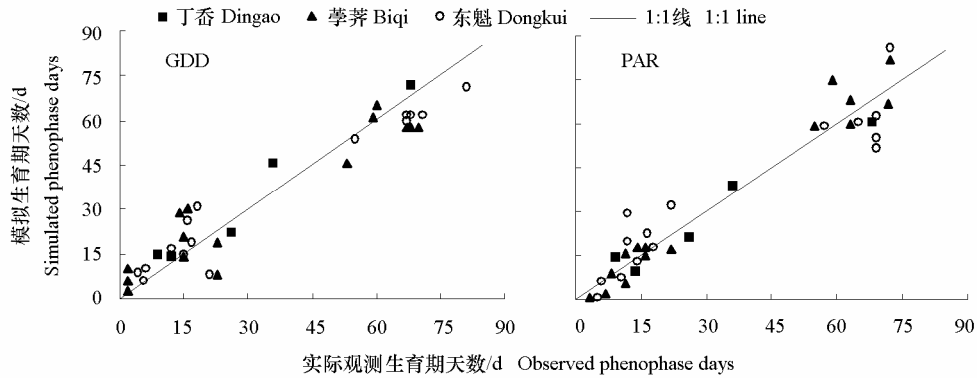 丁岙 Dingao 荸荠 Biqi 东魁 Dongkui 1:1线 1:1 line
90
75
60
45
30
15
0
GDD
PAR
模拟生育期天数/d
Simulated phenophase days
0 15 30 45 60 75 90
0 15 30 45 60 75 90
实际观测生育期天数/d Observed phenophase days